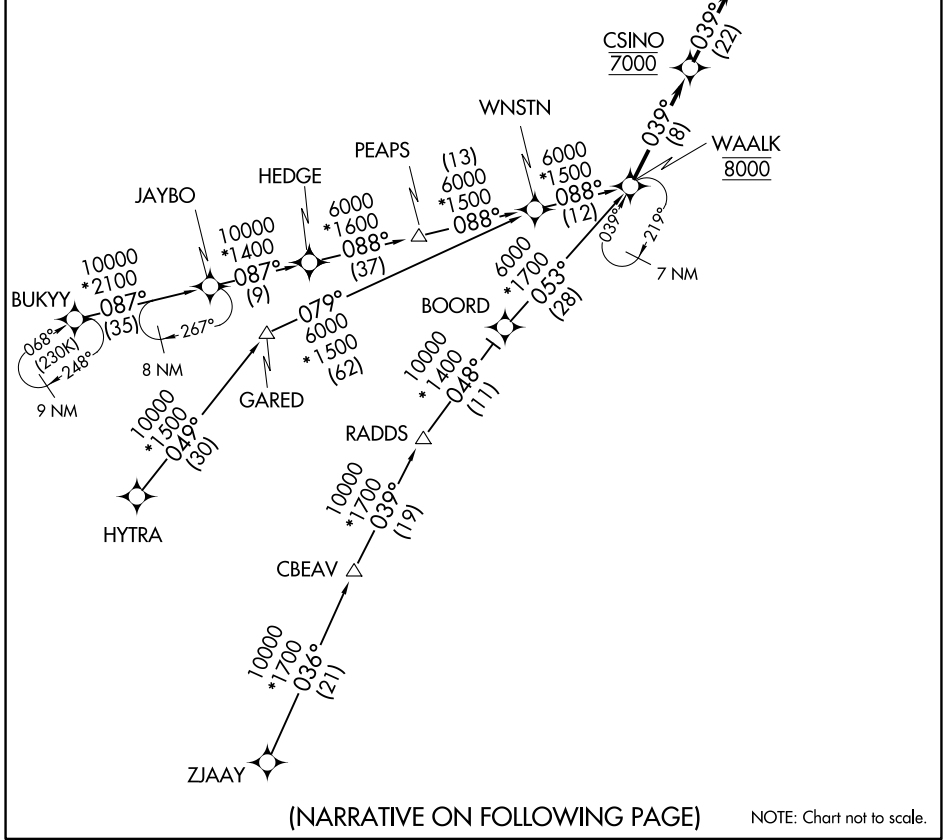 039°
(22)
CSINO
7000
039°
(8)
WAALK
8000
WNSTN
6000
*1500
088°
(12)
PEAPS
(13)
6000
*1500
088°
HEDGE
6000
*1600
088°
(37)
JAYBO
10000
*1400
087°
(9)
BUKYY
10000
*2100
087°
(35)
068°
(230K)
248°
9 NM
267°
8 NM
039°
219°
7 NM
079°
6000
*1500
(62)
GARED
10000
*1500
049°
(30)
HYTRA
BOORD
6000
*1700
053°
(28)
10000
*1400
048°
(11)
RADDS
10000
*1700
039°
(19)
CBEAV
10000
*1700
036°
(21)
ZJAAY
(NARRATIVE ON FOLLOWING PAGE)
NOTE: Chart not to scale.